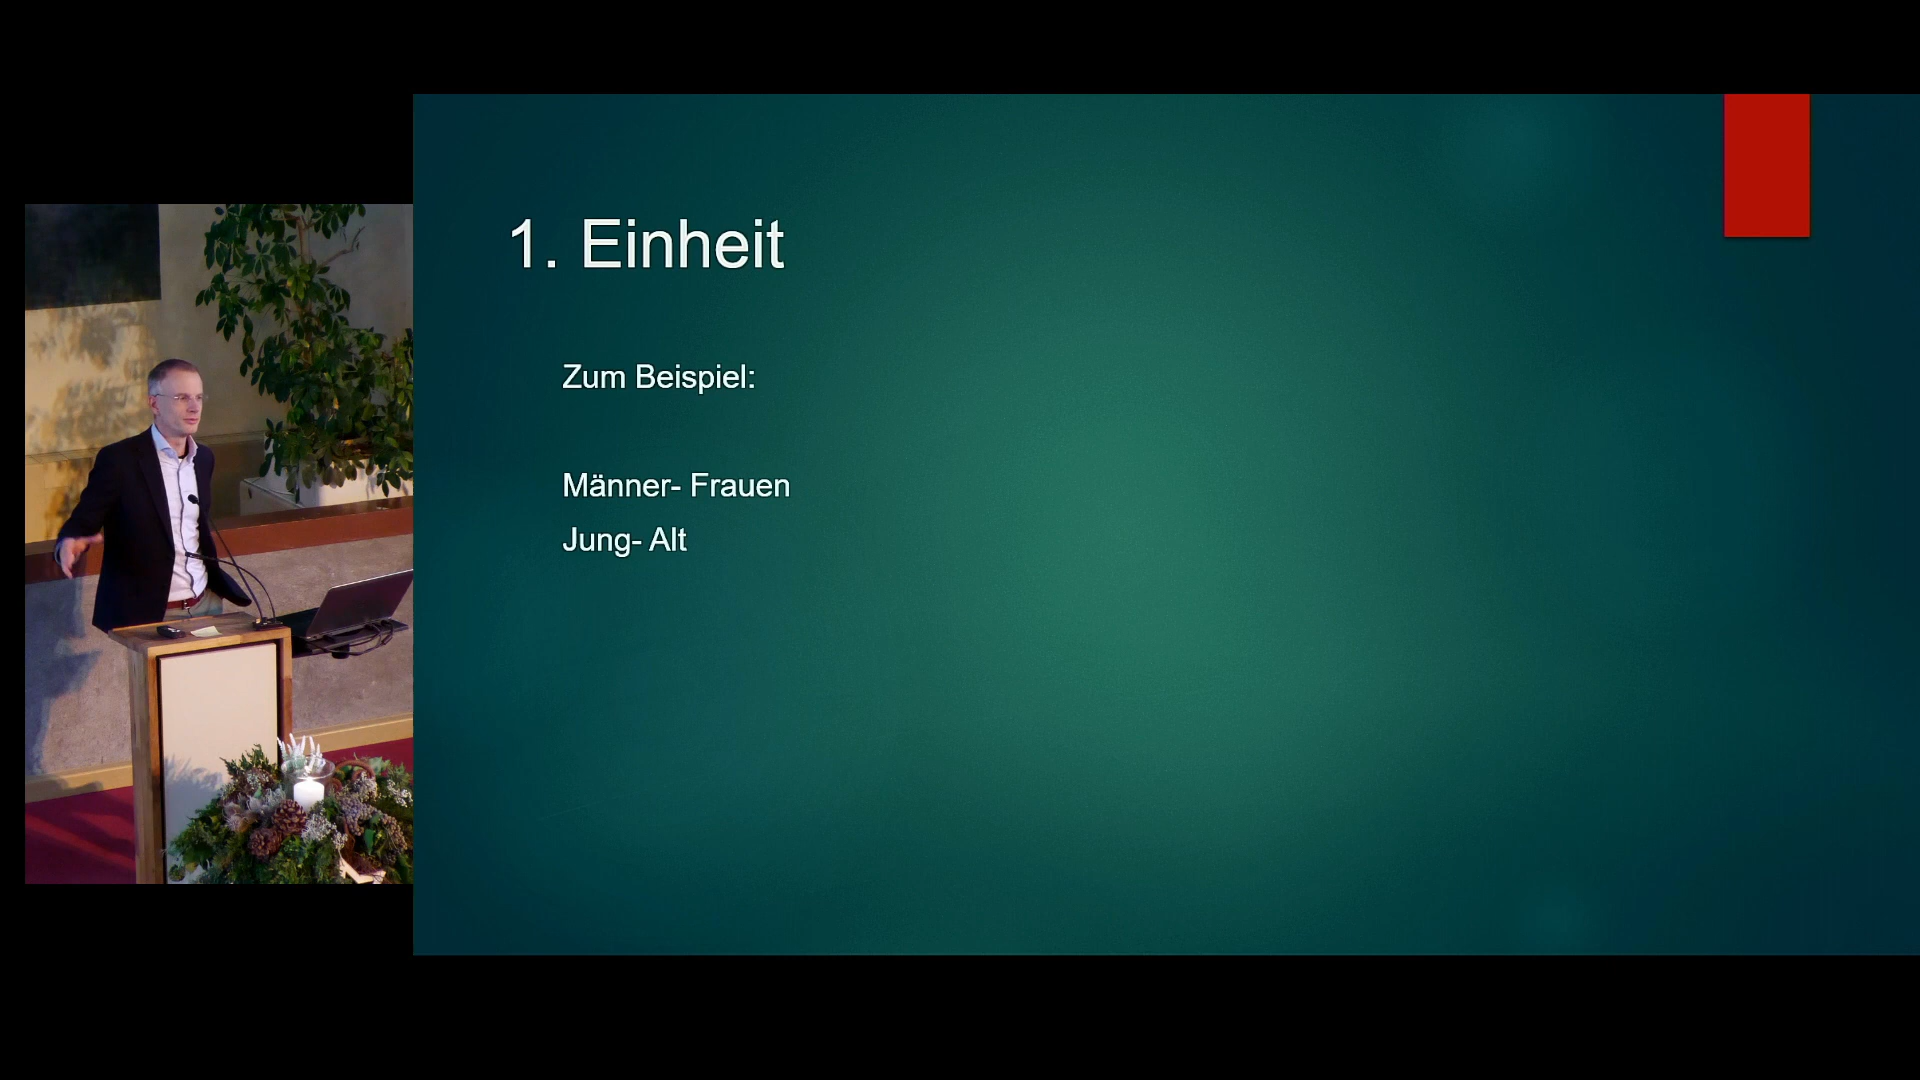 1. Einheit
Zum Beispiel:
Männer- Frauen
Jung- Alt